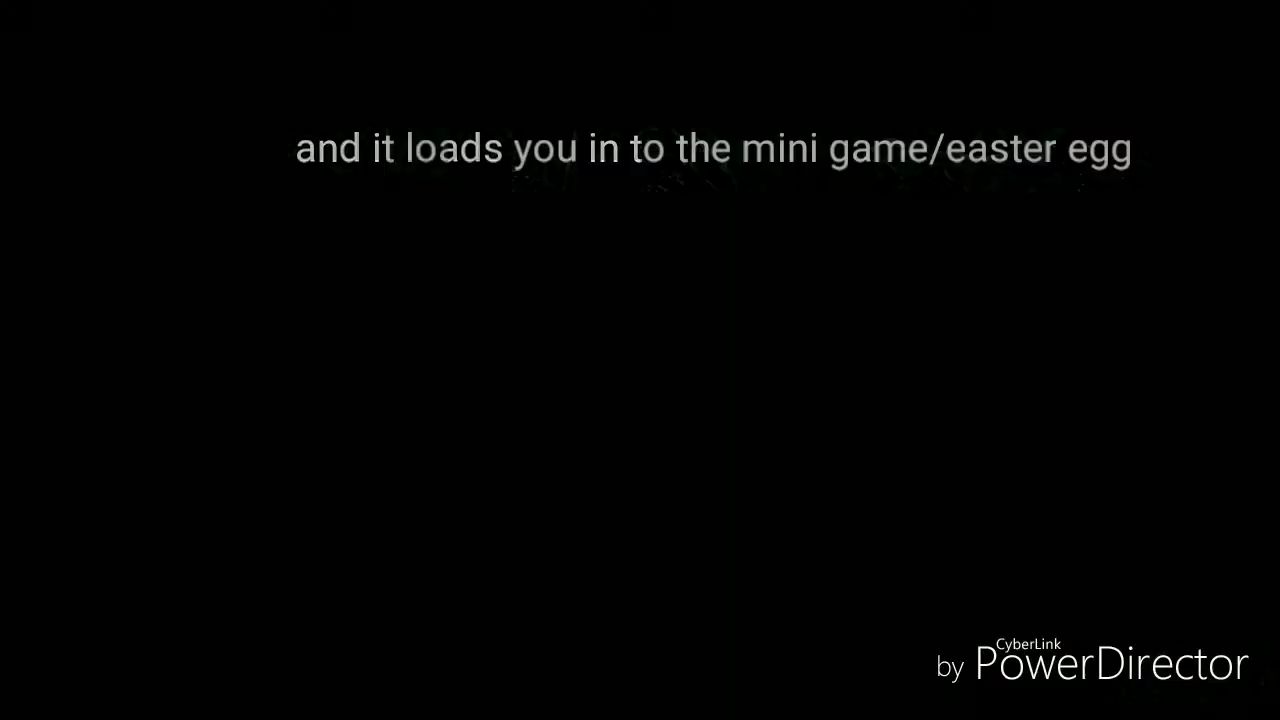 and it loads you in to the mini game/easter egg
CyberLink
by PowerDirector